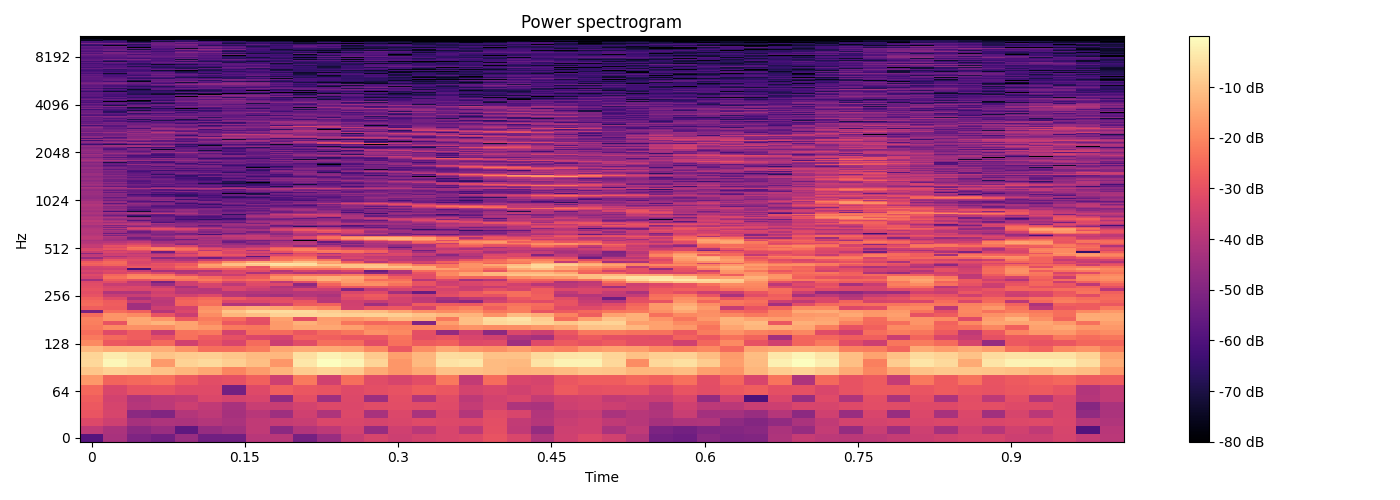 Power spectrogram
8192
4096
2048
1024
512
256
128
64
0
Hz
0 0.15 0.3 0.45 0.6 0.75 0.9
Time
-10 dB
-20 dB
-30 dB
-40 dB
-50 dB
-60 dB
-70 dB
-80 dB